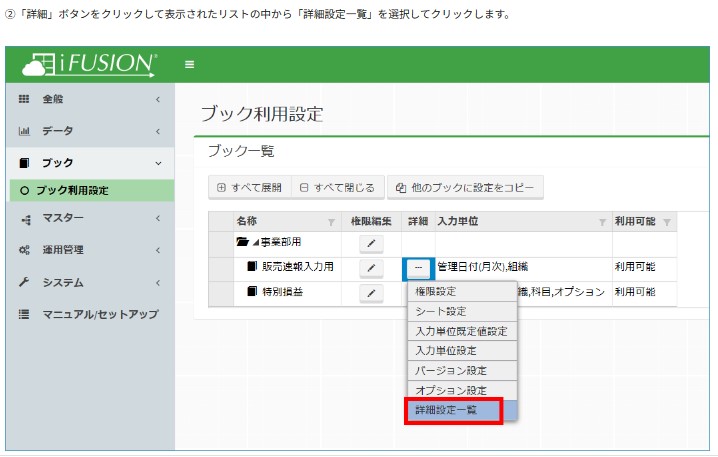 ②「詳細」ボタンをクリックして表示されたリストの中から「詳細設定一覧」を選択してクリックします。
iFUSION®
全般
データ
ブック
ブック利用設定
マスター
運用管理
システム
マニュアル/セットアップ
ブック利用設定
ブック一覧
すべて展開 すべて閉じる 他のブックに設定をコピー
名称 権限編集 詳細 入力単位 利用可能
事業部用
販売速報入力用 ... 管理日付(月次),組織 利用可能
特別損益 織,科目,オプション 利用可能
権限設定
シート設定
入力単位既定値設定
入力単位設定
バージョン設定
オプション設定
詳細設定一覧